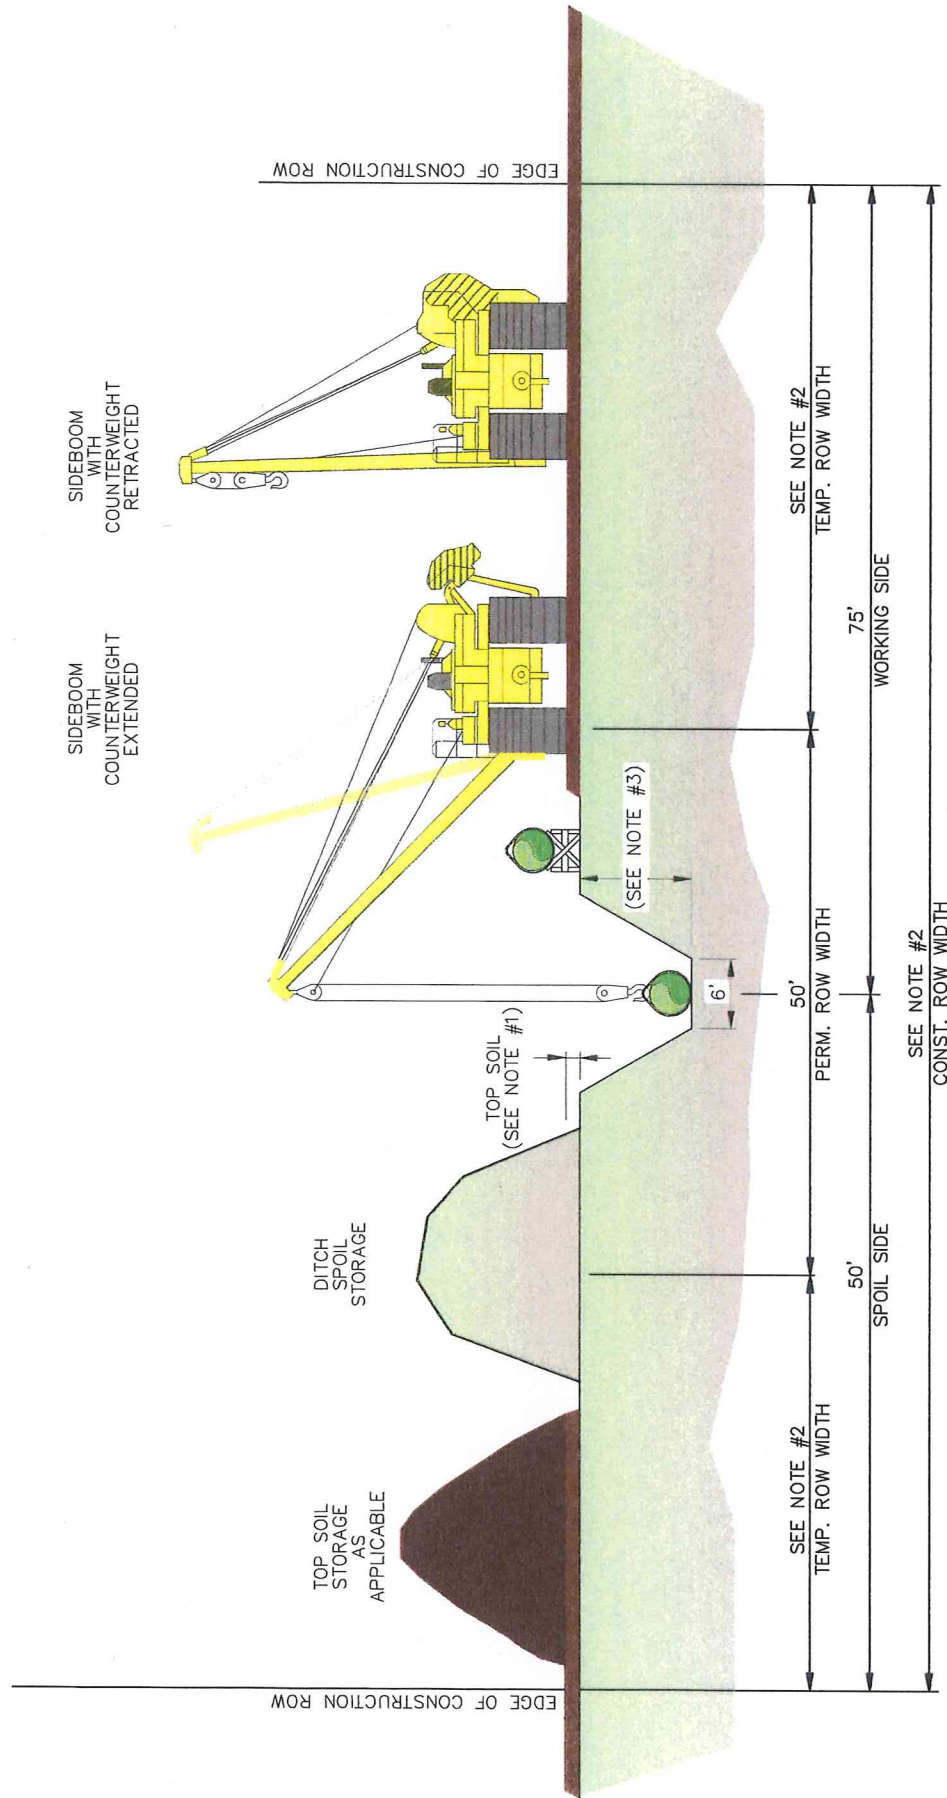 TOP SOIL
STORAGE
AS
APPLICABLE
DITCH
SPOIL
STORAGE
SIDEBOOM
WITH
COUNTERWEIGHT
EXTENDED
SIDEBOOM
WITH
COUNTERWEIGHT
RETRACTED
EDGE OF CONSTRUCTION ROW
TOP SOIL
(SEE NOTE #1)
(SEE NOTE #3)
EDGE OF CONSTRUCTION ROW
6'
SEE NOTE #2
TEMP. ROW WIDTH
50'
PERM. ROW WIDTH
SEE NOTE #2
TEMP. ROW WIDTH
50'
SPOIL SIDE
75'
WORKING SIDE
SEE NOTE #2
CONST. ROW WIDTH